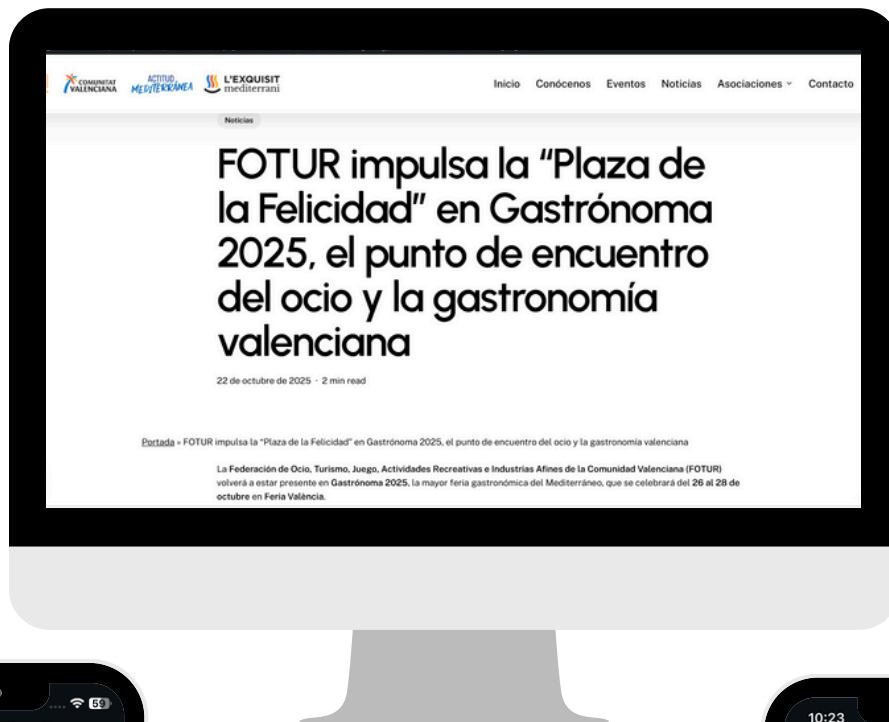 COMUNITAT
VALENCIANA
ACTITUD
MEDITERRÁNEA
L'EXQUISIT
mediterrani
Inicio Conócenos Eventos Noticias Asociaciones Contacto
Noticias
FOTUR impulsa la “Plaza de
la Felicidad” en Gastrónoma
2025, el punto de encuentro
del ocio y la gastronomía
valenciana
22 de octubre de 2025 · 2 min read
Portada » FOTUR impulsa la “Plaza de la Felicidad” en Gastrónoma 2025, el punto de encuentro del ocio y la gastronomía valenciana
La Federación de Ocio, Turismo, Juego, Actividades Recreativas e Industrias Afines de la Comunidad Valenciana (FOTUR)
volverá a estar presente en Gastrónoma 2025, la mayor feria gastronómica del Mediterráneo, que se celebrará del 26 al 28 de
octubre en Feria València.
59
10:23